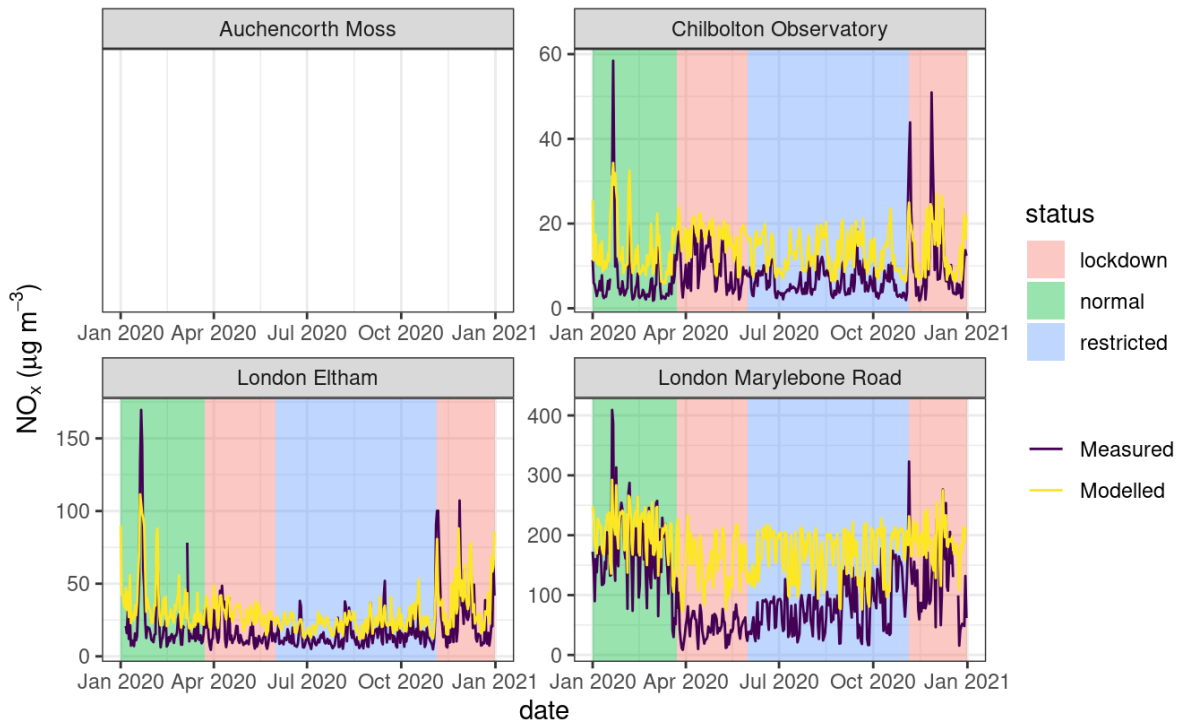 Auchencorth Moss
Chilbolton Observatory
60
40
20
0
Jan 2020 Apr 2020 Jul 2020 Oct 2020 Jan 2021
Jan 2020 Apr 2020 Jul 2020 Oct 2020 Jan 2021
London Eltham
London Marylebone Road
150
100
50
0
400
300
200
100
0
Jan 2020 Apr 2020 Jul 2020 Oct 2020 Jan 2021
Jan 2020 Apr 2020 Jul 2020 Oct 2020 Jan 2021
NOₓ (µg m⁻³)
date
status
lockdown
normal
restricted
Measured
Modelled